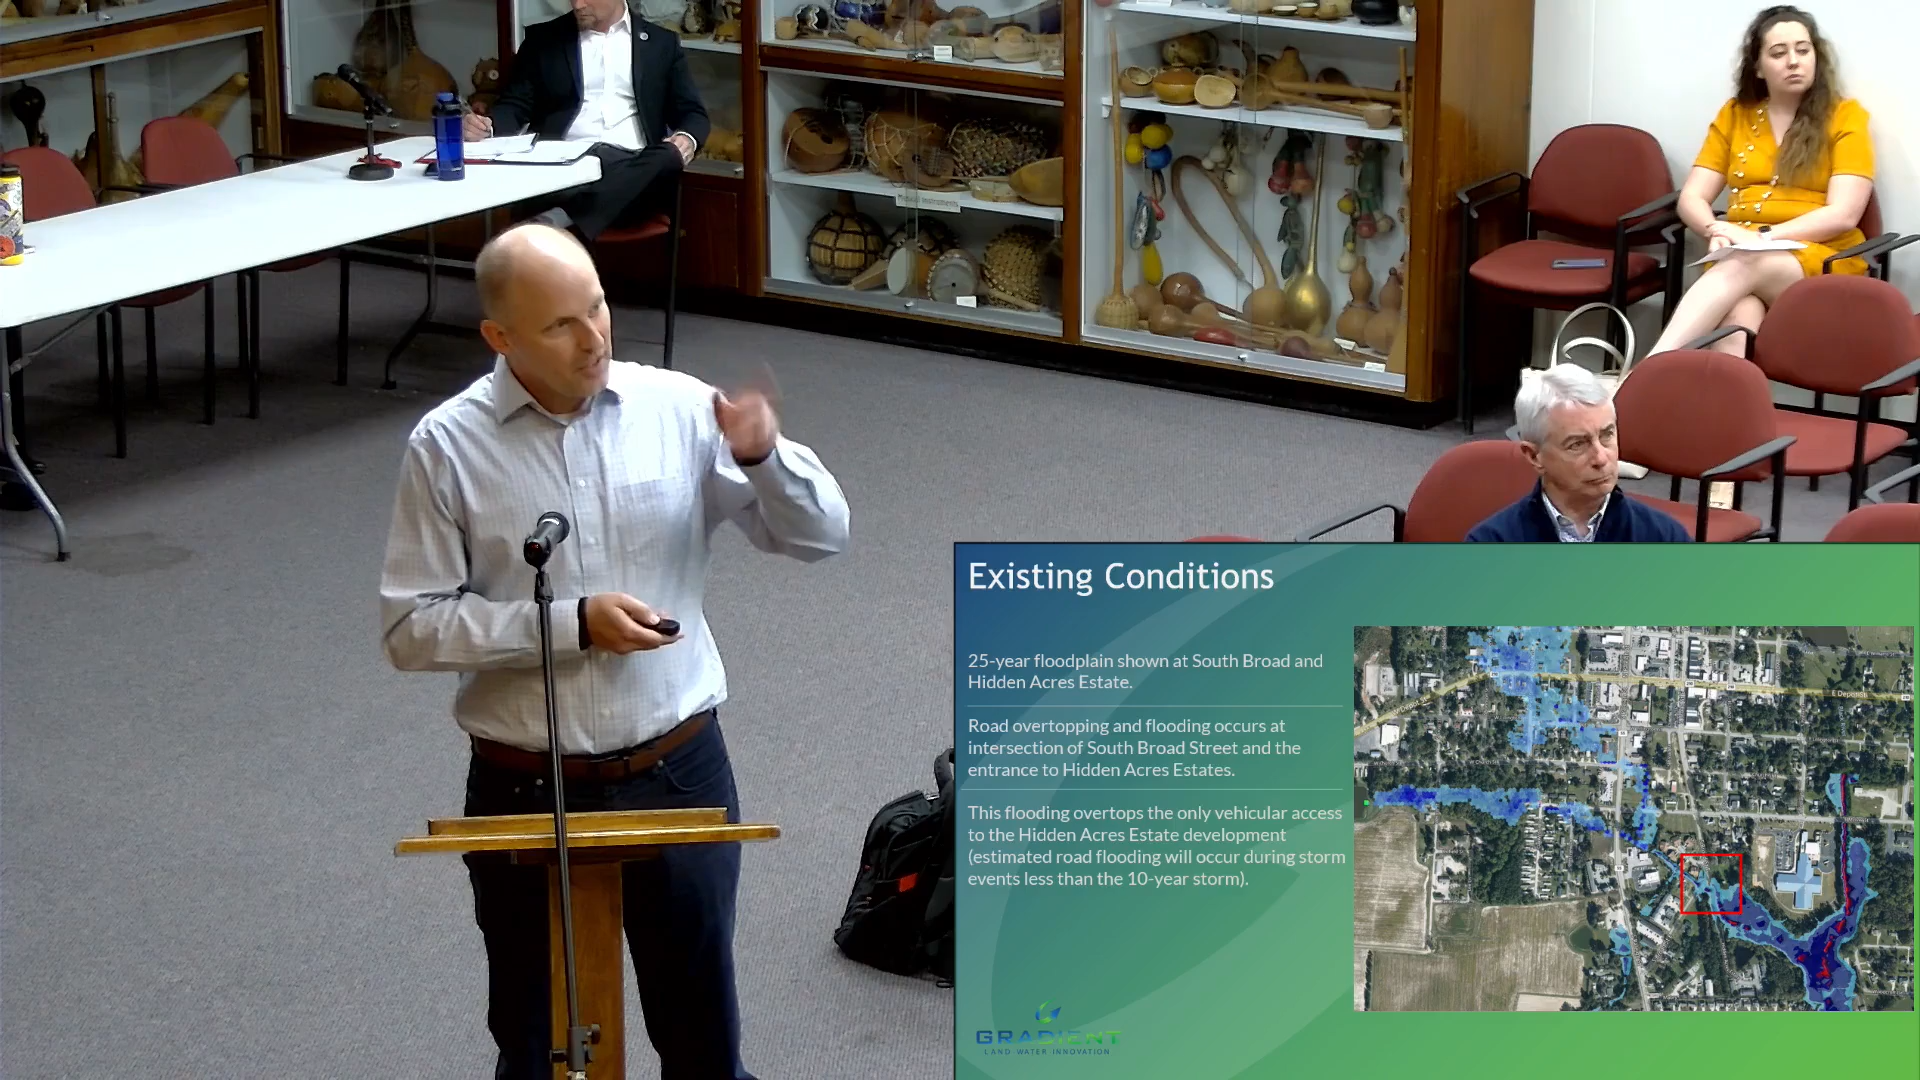 Existing Conditions
25-year floodplain shown at South Broad and
Hidden Acres Estate.
Road overtopping and flooding occurs at
intersection of South Broad Street and the
entrance to Hidden Acres Estates.
This flooding overtops the only vehicular access
to the Hidden Acres Estate development
(estimated road flooding will occur during storm
events less than the 10-year storm).
E Depot St
GRADIENT
LAND WATER INNOVATION